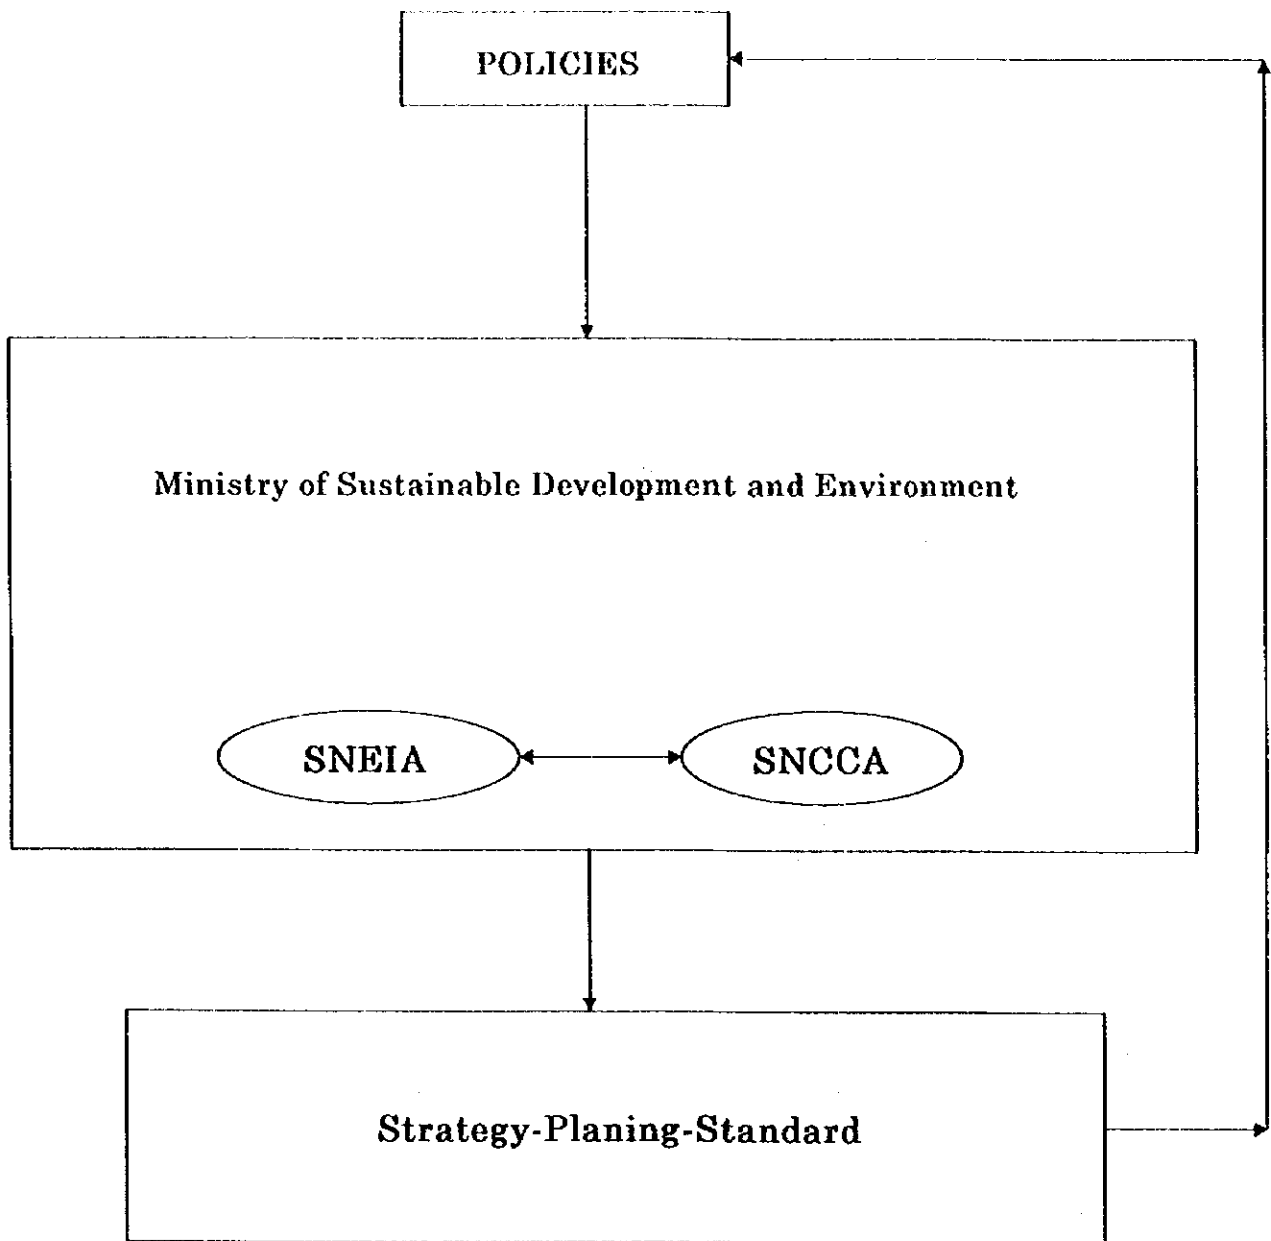 POLICIES
Ministry of Sustainable Development and Environment
SNEIA
SNCCA
Strategy-Planing-Standard